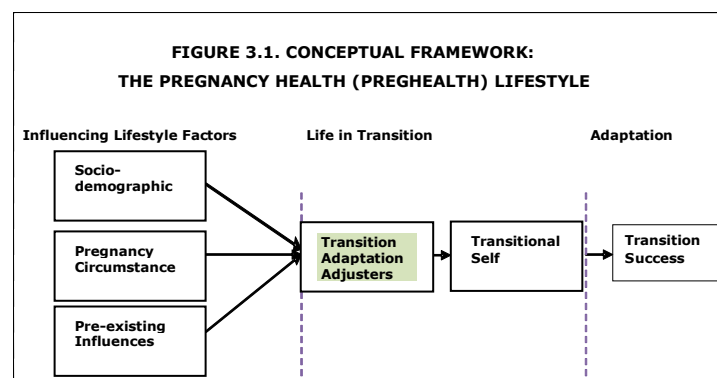 FIGURE 3.1. CONCEPTUAL FRAMEWORK:
THE PREGNANCY HEALTH (PREGHEALTH) LIFESTYLE
Influencing Lifestyle Factors
Life in Transition
Adaptation
Socio-
demographic
Pregnancy
Circumstance
Pre-existing
Influences
Transition
Adaptation
Adjusters
Transitional
Self
Transition
Success